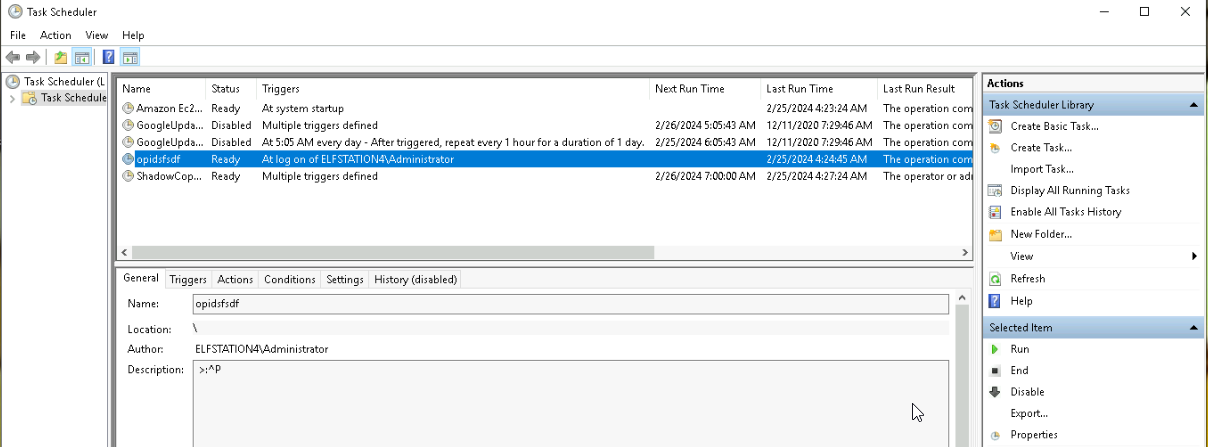 Task Scheduler
File Action View Help
Task Scheduler (L
Task Schedule
Name Status Triggers Next Run Time Last Run Time Last Run Result
Amazon Ec2... Ready At system startup 2/25/2024 4:23:24 AM The operation com
GoogleUpda... Disabled Multiple triggers defined 2/26/2024 5:05:43 AM 12/11/2020 7:29:46 AM The operation com
GoogleUpda... Disabled At 5:05 AM every day - After triggered, repeat every 1 hour for a duration of 1 day. 2/25/2024 6:05:43 AM 12/11/2020 7:29:46 AM The operation com
opidsfsdf Ready At log on of ELFSTATION4\Administrator 2/25/2024 4:24:45 AM The operation com
ShadowCop... Ready Multiple triggers defined 2/26/2024 7:00:00 AM 2/25/2024 4:27:24 AM The operator or adi
General Triggers Actions Conditions Settings History (disabled)
Name: opidsfsdf
Location: \
Author: ELFSTATION4\Administrator
Description: >;^P
Actions
Task Scheduler Library
Create Basic Task...
Create Task...
Import Task...
Display All Running Tasks
Enable All Tasks History
New Folder...
View
Refresh
Help
Selected Item
Run
End
Disable
Export...
Properties